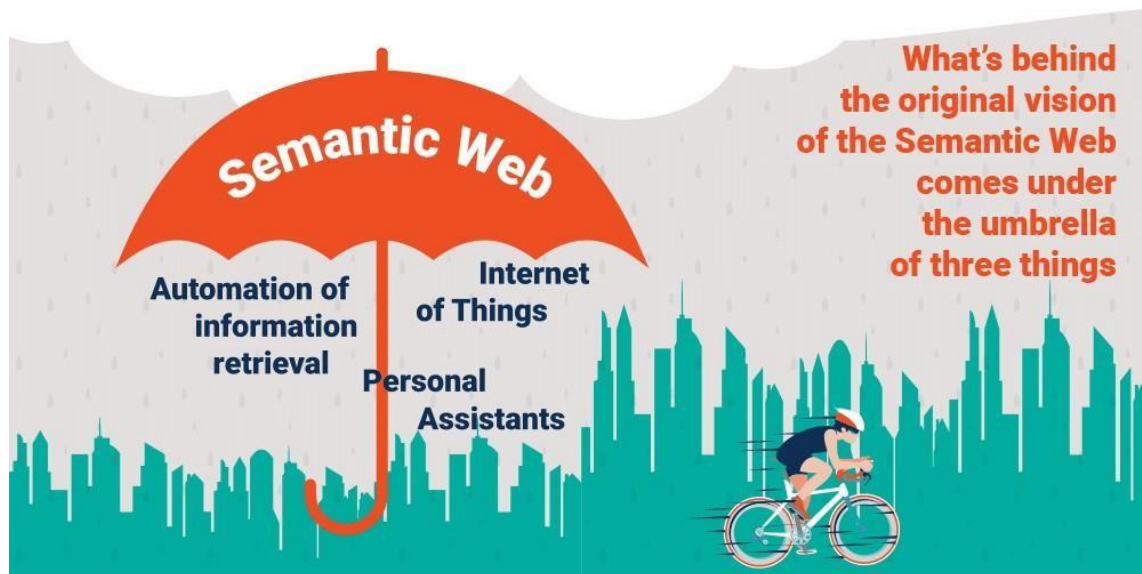 Semantic Web
Automation of
information
retrieval
Internet
of Things
Personal
Assistants
What's behind
the original vision
of the Semantic Web
comes under
the umbrella
of three things